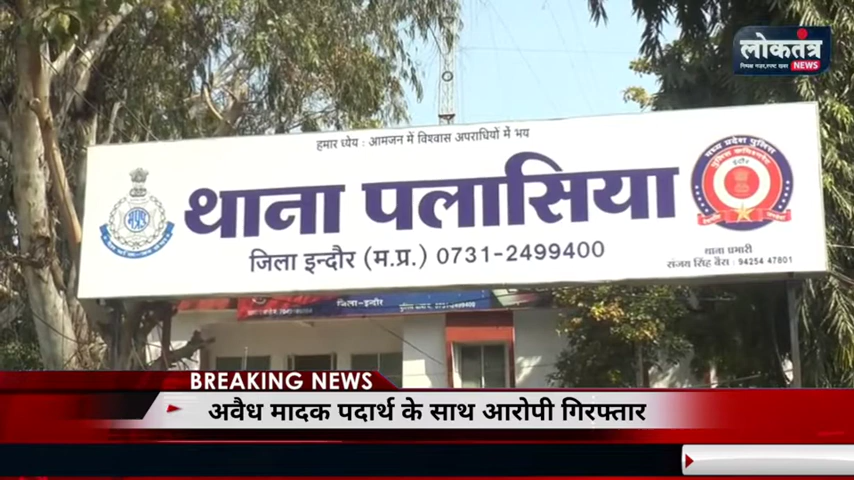 लोकतंत्र
NEWS
हमार ध्येय : आमजन में विश्वास अपराधियों में भय
थाना पलासिया
जिला इन्दौर (म.प्र.) 0731-2499400
मध्य प्रदेश पुलिस
इंदौर
थाना प्रभारी
संजय सिंह बैस : 94254 47801
जिला-इन्दौर
BREAKING NEWS
अवैध मादक पदार्थ के साथ आरोपी गिरफ्तार